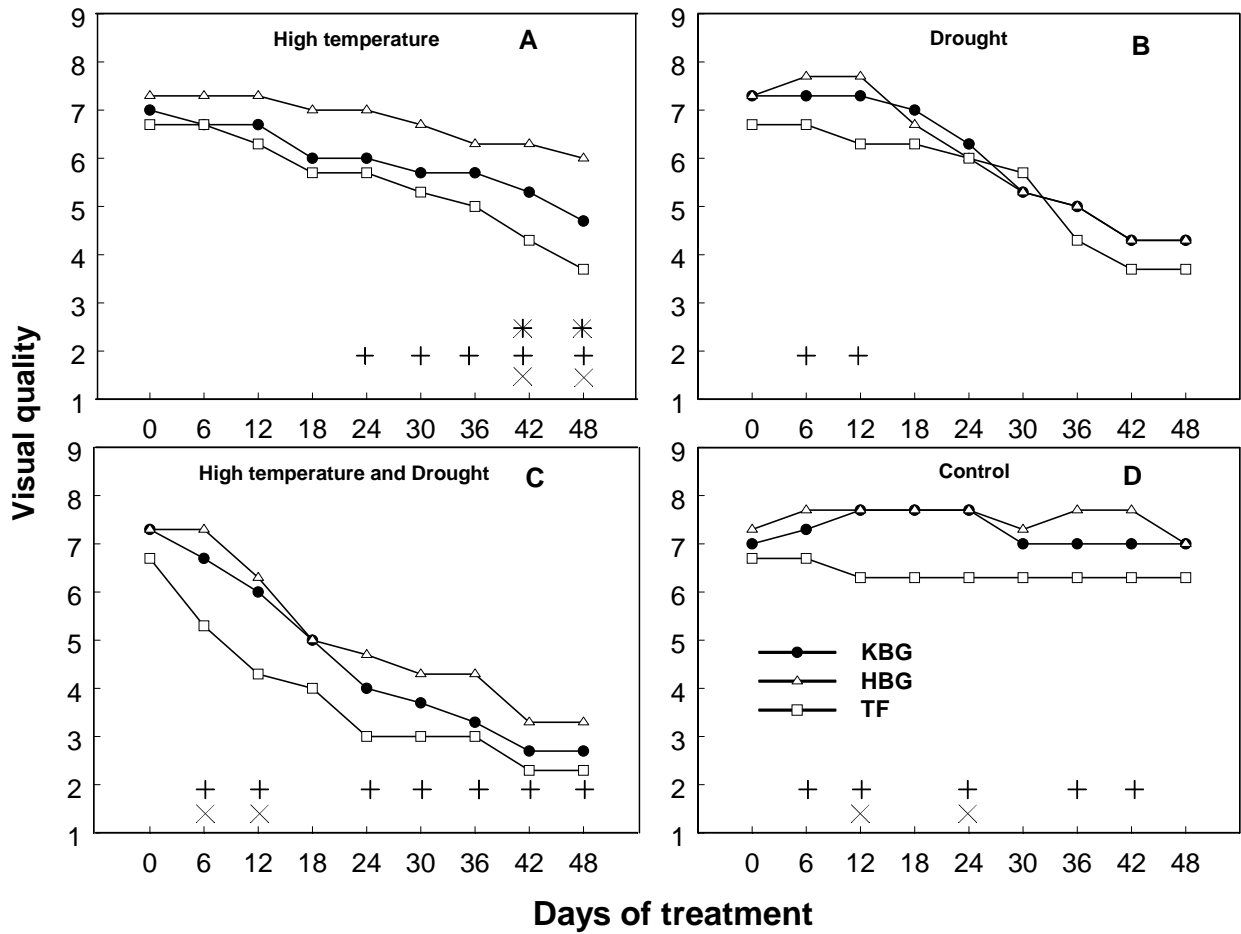 Visual quality
High temperature A
9
8
7
6
5
4
3
2
1
0 6 12 18 24 30 36 42 48
Drought B
9
8
7
6
5
4
3
2
1
0 6 12 18 24 30 36 42 48
High temperature and Drought C
9
8
7
6
5
4
3
2
1
0 6 12 18 24 30 36 42 48
Control D
9
8
7
6
5
4
3
2
1
KBG
HBG
TF
0 6 12 18 24 30 36 42 48
Days of treatment